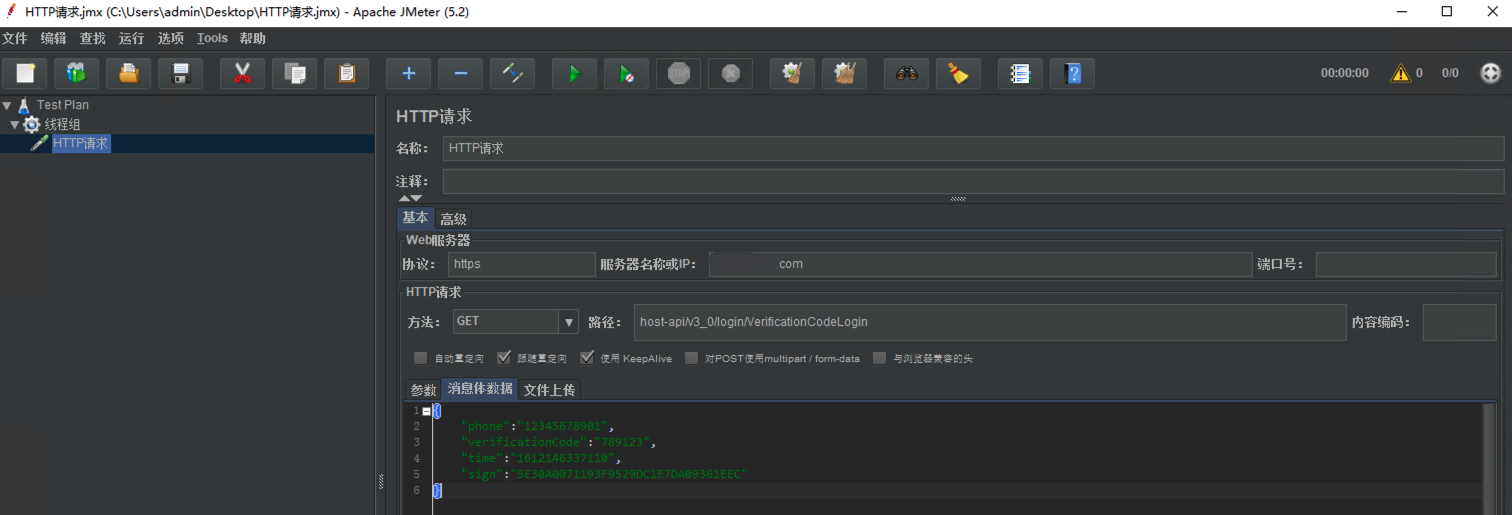 HTTP请求.jmx (C:\Users\admin\Desktop\HTTP请求.jmx) - Apache JMeter (5.2)
文件 编辑 查找 运行 选项 Tools 帮助
00:00:00 0 0/0
Test Plan
线程组
HTTP请求
HTTP请求
名称： HTTP请求
注释：
基本 高级
Web服务器
协议： https 服务器名称或IP： com 端口号：
HTTP请求
方法： GET 路径： host-api/v3_0/login/VerificationCodeLogin 内容编码：
自动重定向 跟随重定向 使用 KeepAlive 对POST使用multipart / form-data 与浏览器兼容的头
参数 消息体数据 文件上传
1 {
2 "phone":"12345678901",
3 "verificationCode":"789123",
4 "time":"1612146337110",
5 "sign":"5E30A0071193F9529DC1E7DA09361EEC"
6 }